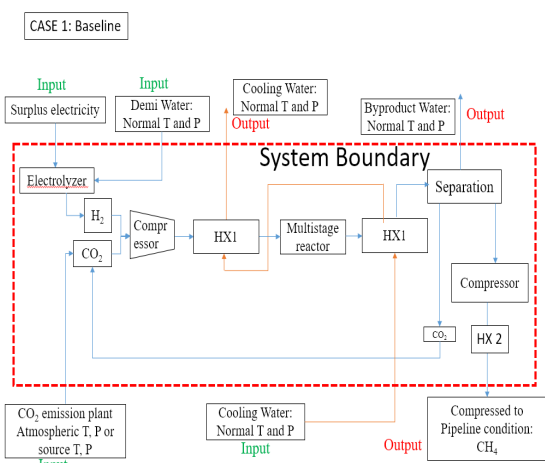 CASE 1: Baseline
Input
Input
Surplus electricity
Demi Water:
Normal T and P
Cooling Water:
Normal T and P
Output
Byproduct Water:
Normal T and P
Output
System Boundary
Electrolyzer
H2
CO2
Compr
essor
HX1
Multistage
reactor
HX1
Separation
Compressor
CO2
HX 2
CO2 emission plant
Atmospheric T, P or
source T, P
Input
Cooling Water:
Normal T and P
Input
Output
Compressed to
Pipeline condition:
CH4